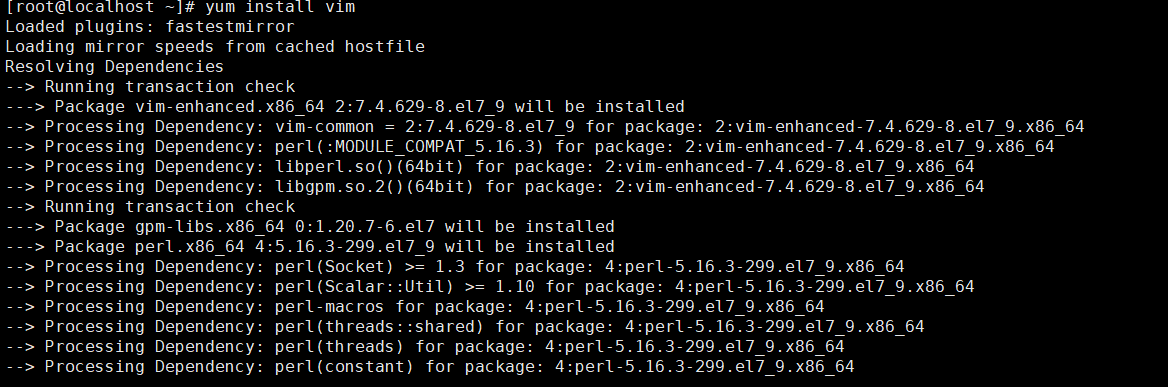 [root@localhost ~]# yum install vim
Loaded plugins: fastestmirror
Loading mirror speeds from cached hostfile
Resolving Dependencies
--> Running transaction check
---> Package vim-enhanced.x86_64 2:7.4.629-8.el7_9 will be installed
--> Processing Dependency: vim-common = 2:7.4.629-8.el7_9 for package: 2:vim-enhanced-7.4.629-8.el7_9.x86_64
--> Processing Dependency: perl(:MODULE_COMPAT_5.16.3) for package: 2:vim-enhanced-7.4.629-8.el7_9.x86_64
--> Processing Dependency: libperl.so()(64bit) for package: 2:vim-enhanced-7.4.629-8.el7_9.x86_64
--> Processing Dependency: libgpm.so.2()(64bit) for package: 2:vim-enhanced-7.4.629-8.el7_9.x86_64
--> Running transaction check
---> Package gpm-libs.x86_64 0:1.20.7-6.el7 will be installed
---> Package perl.x86_64 4:5.16.3-299.el7_9 will be installed
--> Processing Dependency: perl(Socket) >= 1.3 for package: 4:perl-5.16.3-299.el7_9.x86_64
--> Processing Dependency: perl(Scalar::Util) >= 1.10 for package: 4:perl-5.16.3-299.el7_9.x86_64
--> Processing Dependency: perl-macros for package: 4:perl-5.16.3-299.el7_9.x86_64
--> Processing Dependency: perl(threads::shared) for package: 4:perl-5.16.3-299.el7_9.x86_64
--> Processing Dependency: perl(threads) for package: 4:perl-5.16.3-299.el7_9.x86_64
--> Processing Dependency: perl(constant) for package: 4:perl-5.16.3-299.el7_9.x86_64